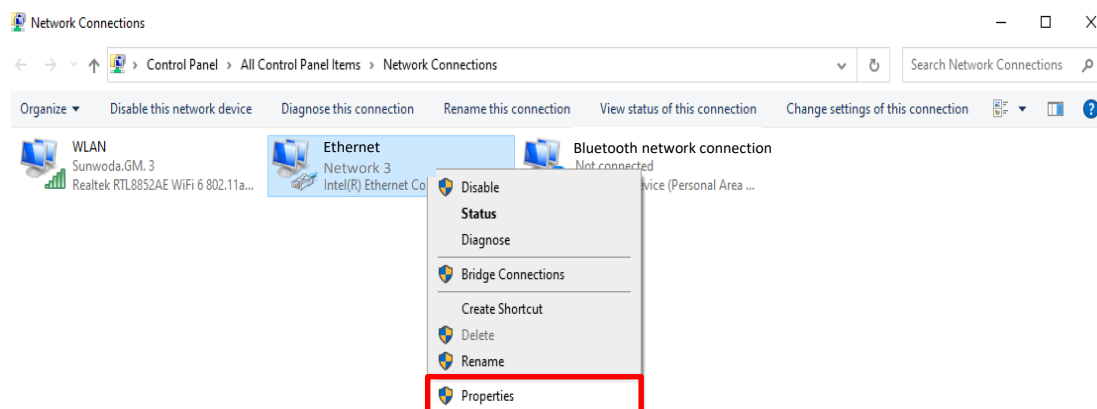 Network Connections
Control Panel > All Control Panel Items > Network Connections
Search Network Connections
Organize Disable this network device Diagnose this connection Rename this connection View status of this connection Change settings of this connection
WLAN
Sunwoda.GM. 3
Realtek RTL8852AE WiFi 6 802.11a...
Ethernet
Network 3
Intel(R) Ethernet Co
Bluetooth network connection
Not connected
(Personal Area ...
Disable
Status
Diagnose
Bridge Connections
Create Shortcut
Delete
Rename
Properties